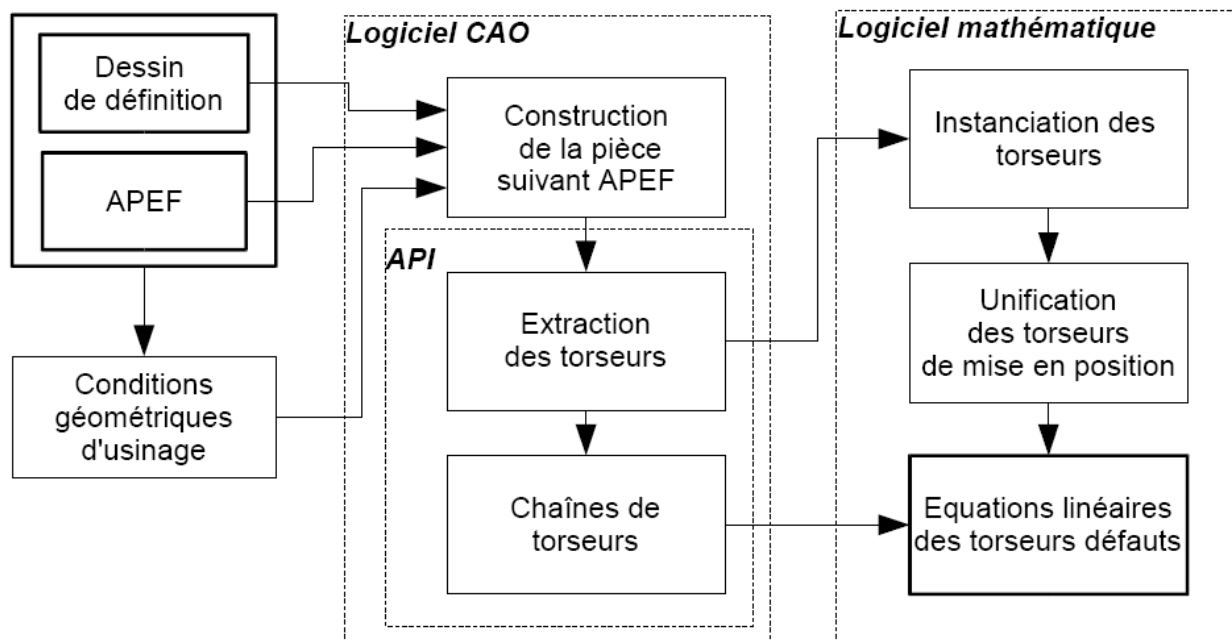 Dessin
de définition
APEF
Conditions
géométriques
d'usinage
Logiciel CAO
Construction
de la pièce
suivant APEF
API
Extraction
des torseurs
Chaînes de
torseurs
Logiciel mathématique
Instanciation des
torseurs
Unification
des torseurs
de mise en position
Equations linéaires
des torseurs défauts